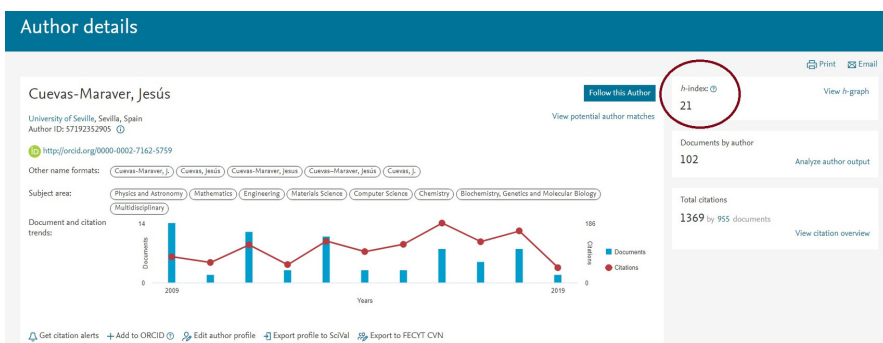 Author details
Print Email
Cuevas-Maraver, Jesús
Follow this Author
University of Seville, Sevilla, Spain
View potential author matches
Author ID: 57192352905
http://orcid.org/0000-0002-7162-5759
Other name formats: Cuevas-Maraver, J. Cuevas, Jesús Cuevas-Maraver, Jesus Cuevas–Maraver, Jesús Cuevas, J.
Subject area: Physics and Astronomy Mathematics Engineering Materials Science Computer Science Chemistry Biochemistry, Genetics and Molecular Biology
Multidisciplinary
Document and citation
trends:
14
186
Documents
Citations
Documents
Citations
0
0
2009
2019
Years
Get citation alerts + Add to ORCID Edit author profile Export profile to SciVal Export to FECYT CVN
h-index:
View h-graph
21
Documents by author
102
Analyze author output
Total citations
1369 by 955 documents
View citation overview